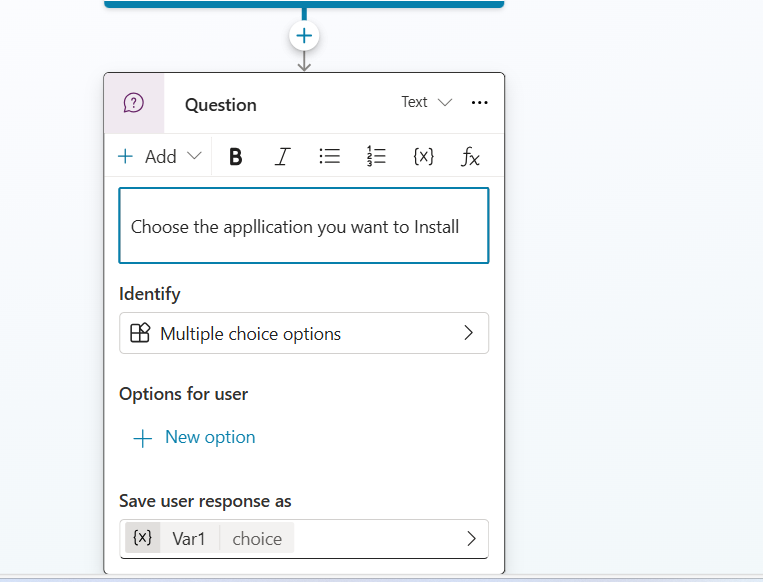 Question
Text
Add
B
I
{x}
fx
Choose the appllication you want to Install
Identify
Multiple choice options
Options for user
New option
Save user response as
{x} Var1 choice